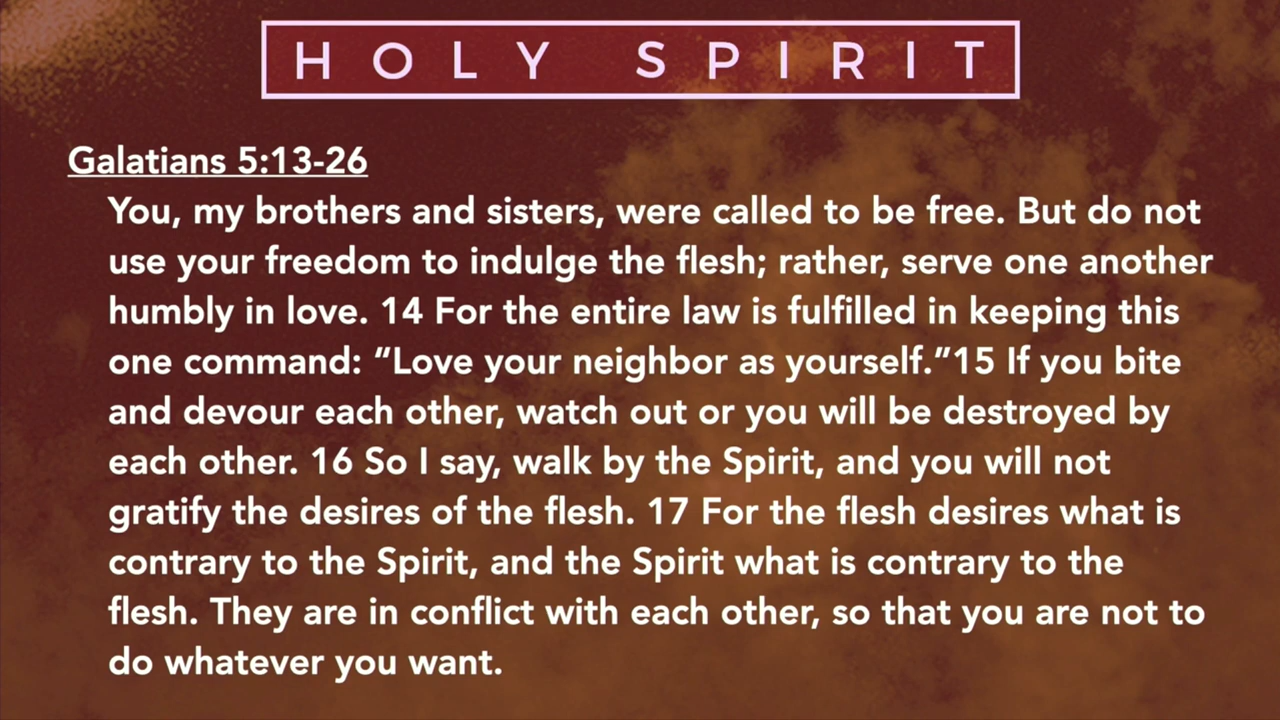 HOLY SPIRIT
Galatians 5:13-26
You, my brothers and sisters, were called to be free. But do not
use your freedom to indulge the flesh; rather, serve one another
humbly in love. 14 For the entire law is fulfilled in keeping this
one command: “Love your neighbor as yourself.”15 If you bite
and devour each other, watch out or you will be destroyed by
each other. 16 So I say, walk by the Spirit, and you will not
gratify the desires of the flesh. 17 For the flesh desires what is
contrary to the Spirit, and the Spirit what is contrary to the
flesh. They are in conflict with each other, so that you are not to
do whatever you want.